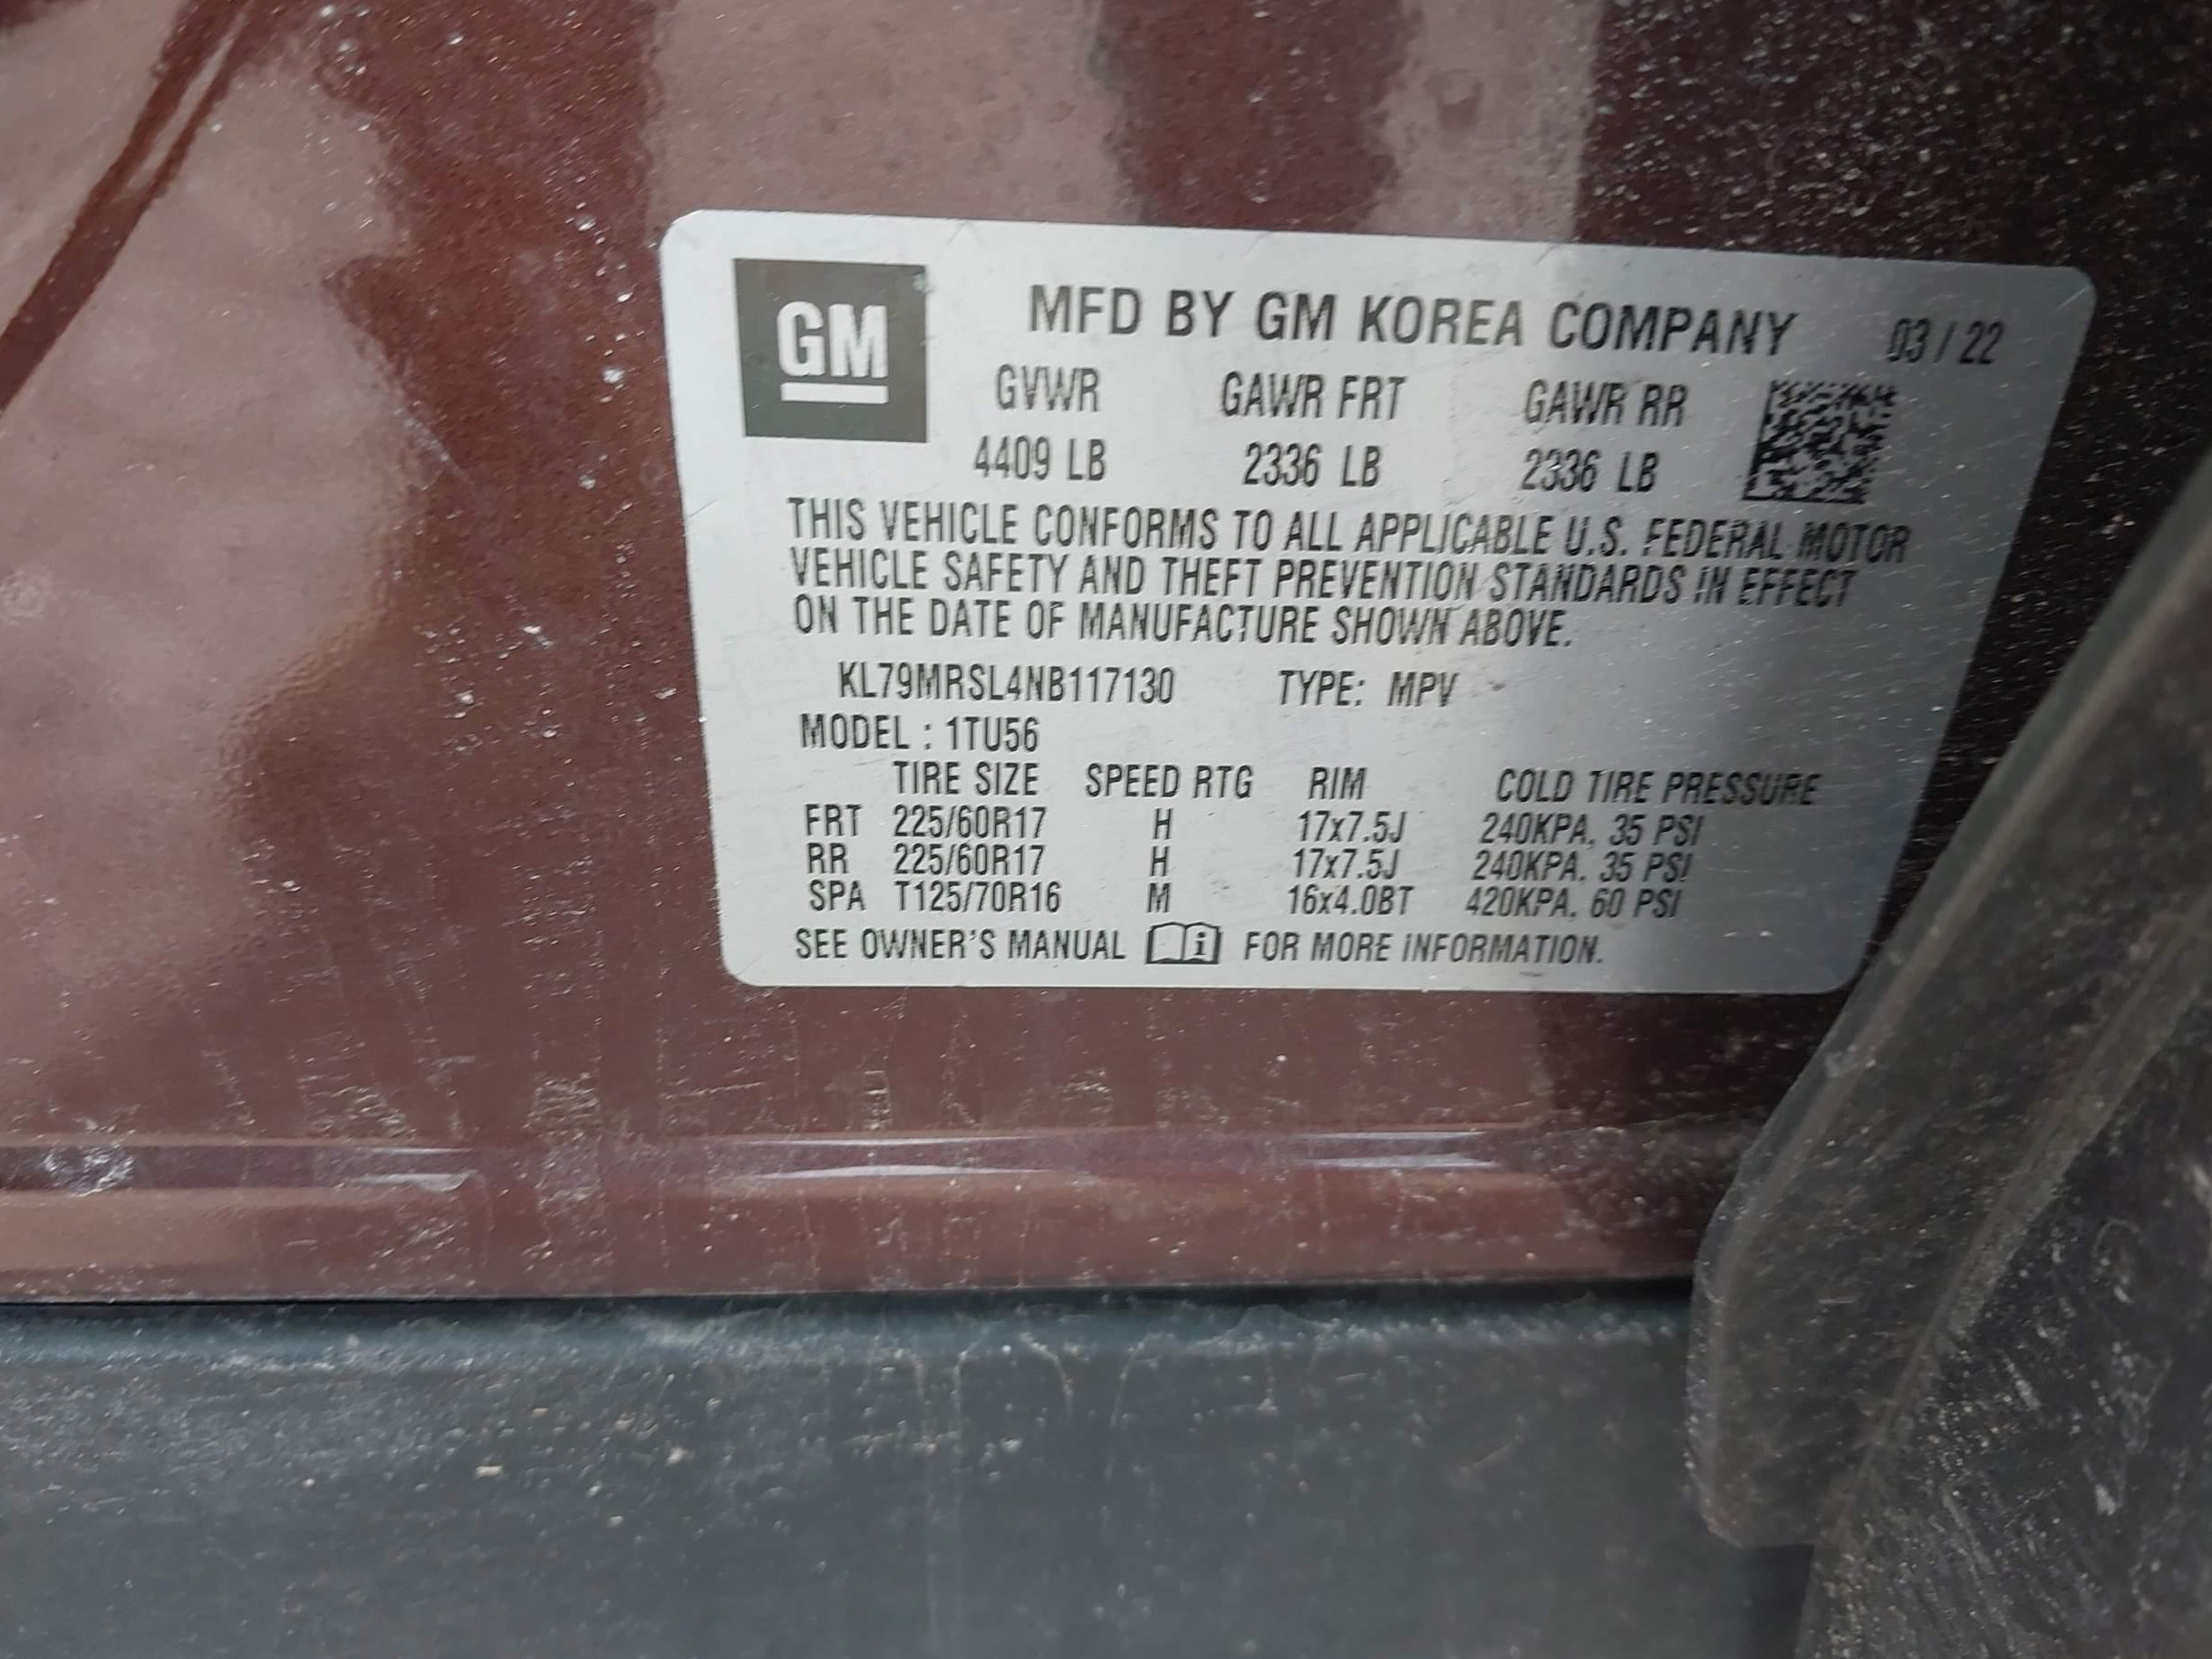 GM
MFD BY GM KOREA COMPANY 03/22
GVWR GAWR FRT GAWR RR
4409 LB 2336 LB 2336 LB
THIS VEHICLE CONFORMS TO ALL APPLICABLE U.S. FEDERAL MOTOR
VEHICLE SAFETY AND THEFT PREVENTION STANDARDS IN EFFECT
ON THE DATE OF MANUFACTURE SHOWN ABOVE.
KL79MRSL4NB117130 TYPE: MPV
MODEL : 1TU56
TIRE SIZE SPEED RTG RIM COLD TIRE PRESSURE
FRT 225/60R17 H 17x7.5J 240KPA, 35 PSI
RR 225/60R17 H 17x7.5J 240KPA, 35 PSI
SPA T125/70R16 M 16x4.0BT 420KPA, 60 PSI
SEE OWNER'S MANUAL i FOR MORE INFORMATION.